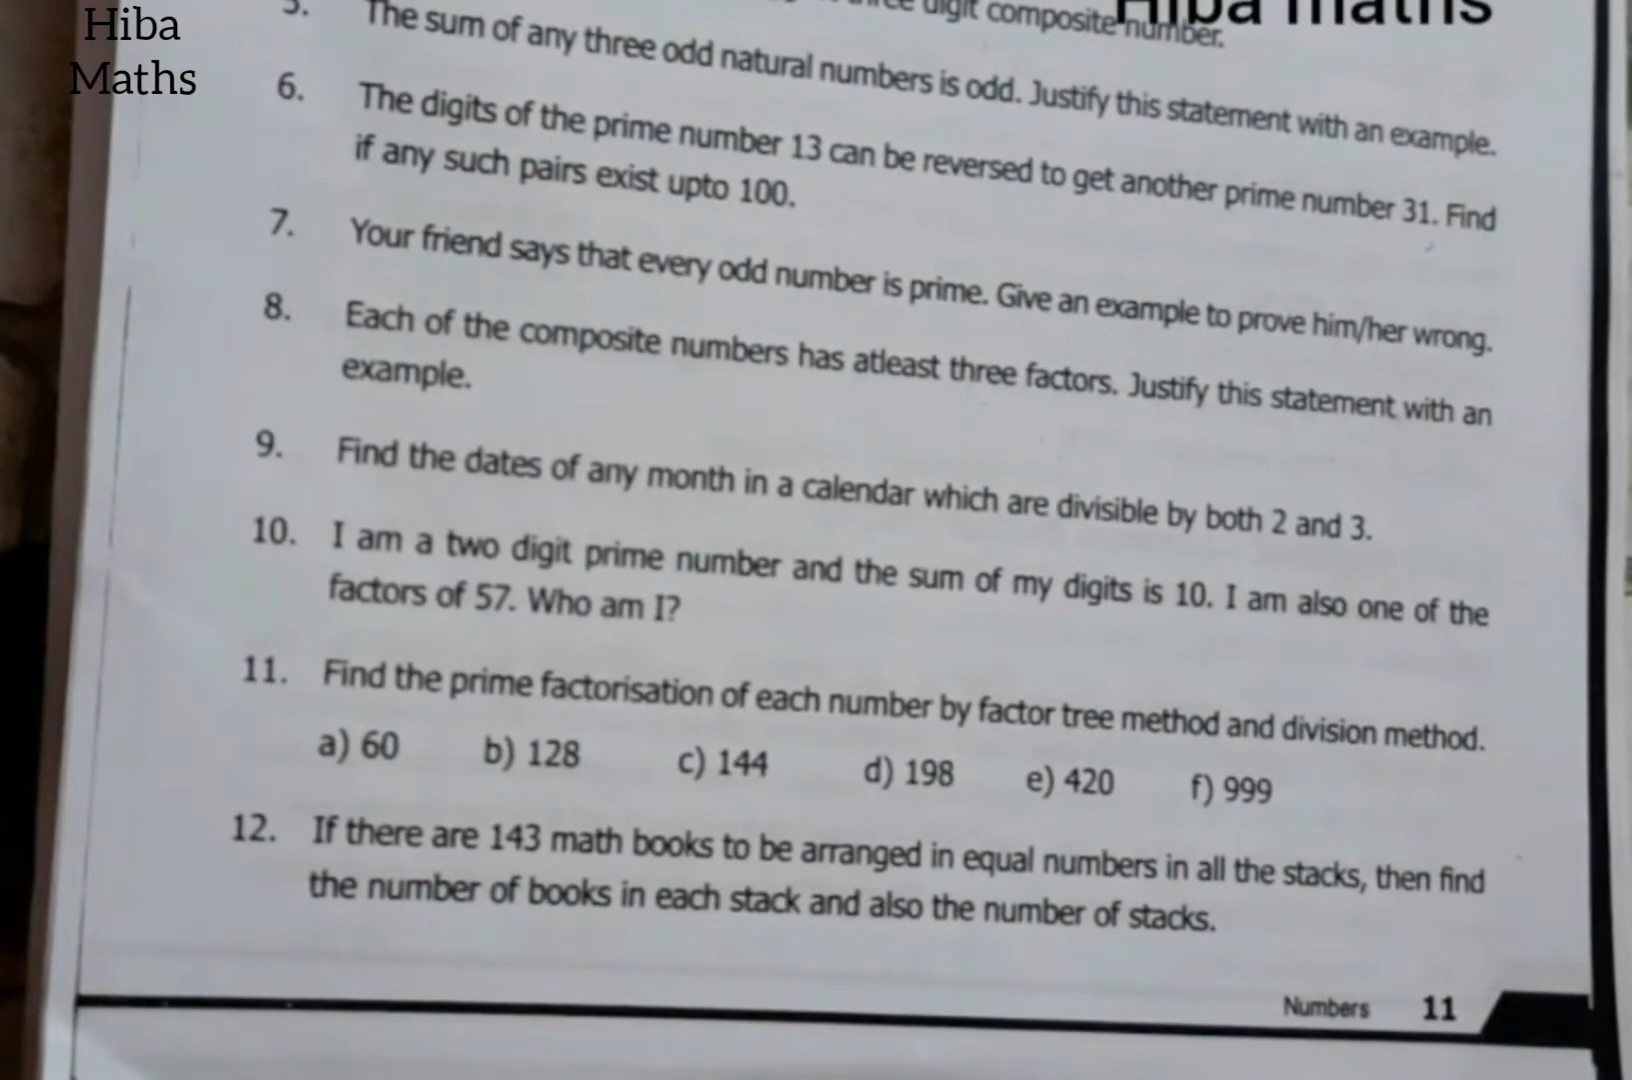 Hiba
Maths
Hiba maths
digit composite number.
5. The sum of any three odd natural numbers is odd. Justify this statement with an example.
6. The digits of the prime number 13 can be reversed to get another prime number 31. Find
if any such pairs exist upto 100.
7. Your friend says that every odd number is prime. Give an example to prove him/her wrong.
8. Each of the composite numbers has atleast three factors. Justify this statement with an
example.
9. Find the dates of any month in a calendar which are divisible by both 2 and 3.
10. I am a two digit prime number and the sum of my digits is 10. I am also one of the
factors of 57. Who am I?
11. Find the prime factorisation of each number by factor tree method and division method.
a) 60 b) 128 c) 144 d) 198 e) 420 f) 999
12. If there are 143 math books to be arranged in equal numbers in all the stacks, then find
the number of books in each stack and also the number of stacks.
Numbers 11